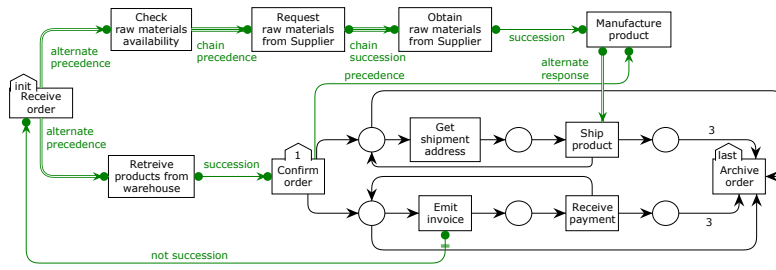 Check
raw materials
availability
Request
raw materials
from Supplier
Obtain
raw materials
from Supplier
Manufacture
product
alternate
precedence
chain
precedence
chain
succession
succession
precedence
alternate
response
init
Receive
order
alternate
precedence
Retreive
products from
warehouse
succession
1
Confirm
order
Get
shipment
address
Ship
product
3
last
Archive
order
Emit
invoice
Receive
payment
3
not succession